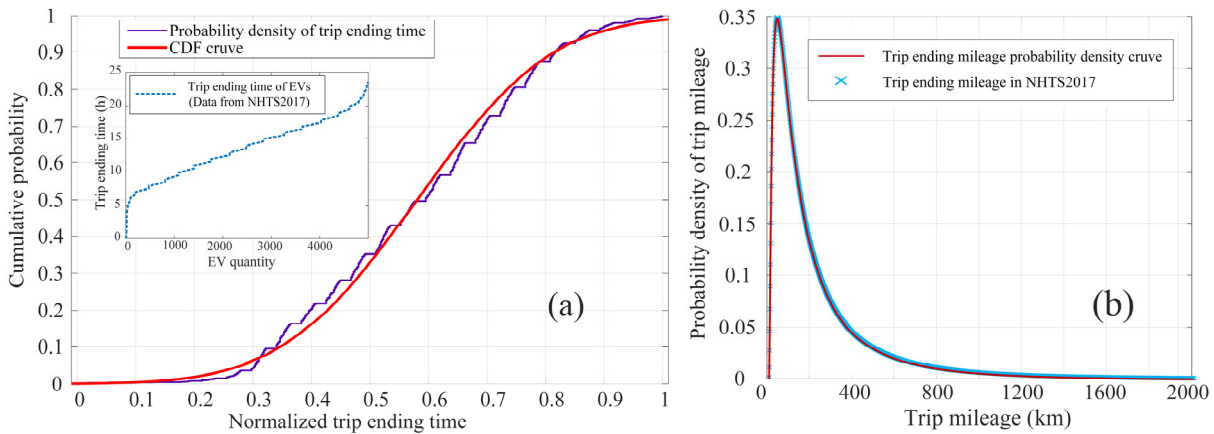 Probability density of trip ending time
CDF cruve
Trip ending time of EVs
(Data from NHTS2017)
Trip ending time (h)
25
20
15
10
5
0
0 1000 2000 3000 4000
EV quantity
Cumulative probability
1
0.9
0.8
0.7
0.6
0.5
0.4
0.3
0.2
0.1
0
0 0.1 0.2 0.3 0.4 0.5 0.6 0.7 0.8 0.9 1
Normalized trip ending time
(a)
Probability density of trip mileage
0.35
0.3
0.25
0.2
0.15
0.1
0.05
0
Trip ending mileage probability density cruve
Trip ending mileage in NHTS2017
(b)
0 400 800 1200 1600 2000
Trip mileage (km)